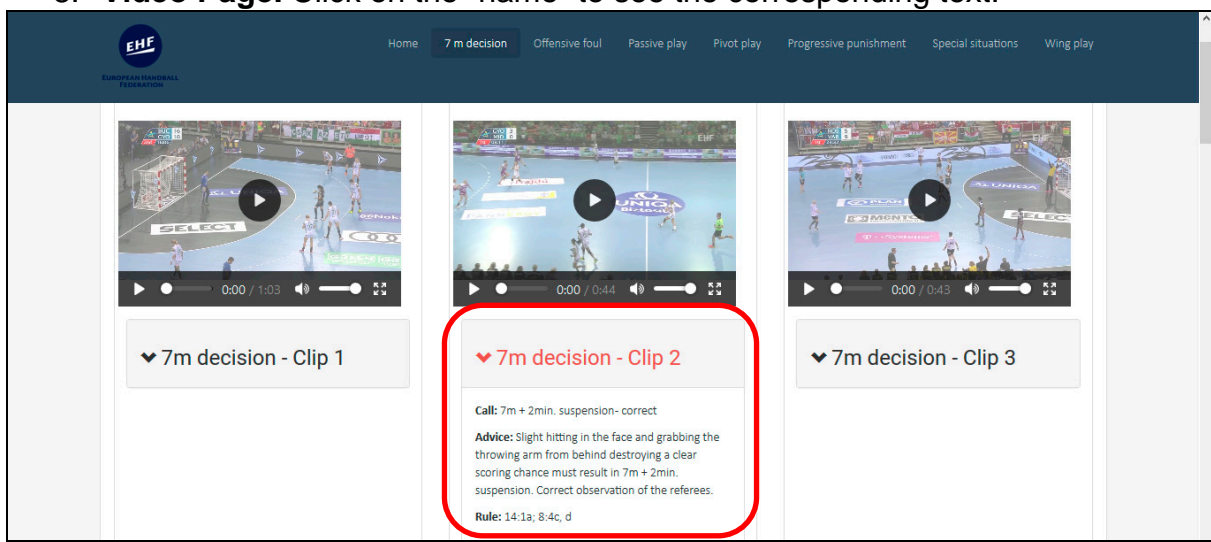 Video Page: Click on the "name" to see the corresponding text.
EHF
EUROPEAN HANDBALL
FEDERATION
Home 7 m decision Offensive foul Passive play Pivot play Progressive punishment Special situations Wing play
SELECT
0:00 / 1:03
EHF
UNIQA
0:00 / 0:44
UNIQA
PLAN
0:00 / 0:43
7m decision - Clip 1
7m decision - Clip 2
7m decision - Clip 3
Call: 7m + 2min. suspension- correct
Advice: Slight hitting in the face and grabbing the
throwing arm from behind destroying a clear
scoring chance must result in 7m + 2min.
suspension. Correct observation of the referees.
Rule: 14:1a; 8:4c, d